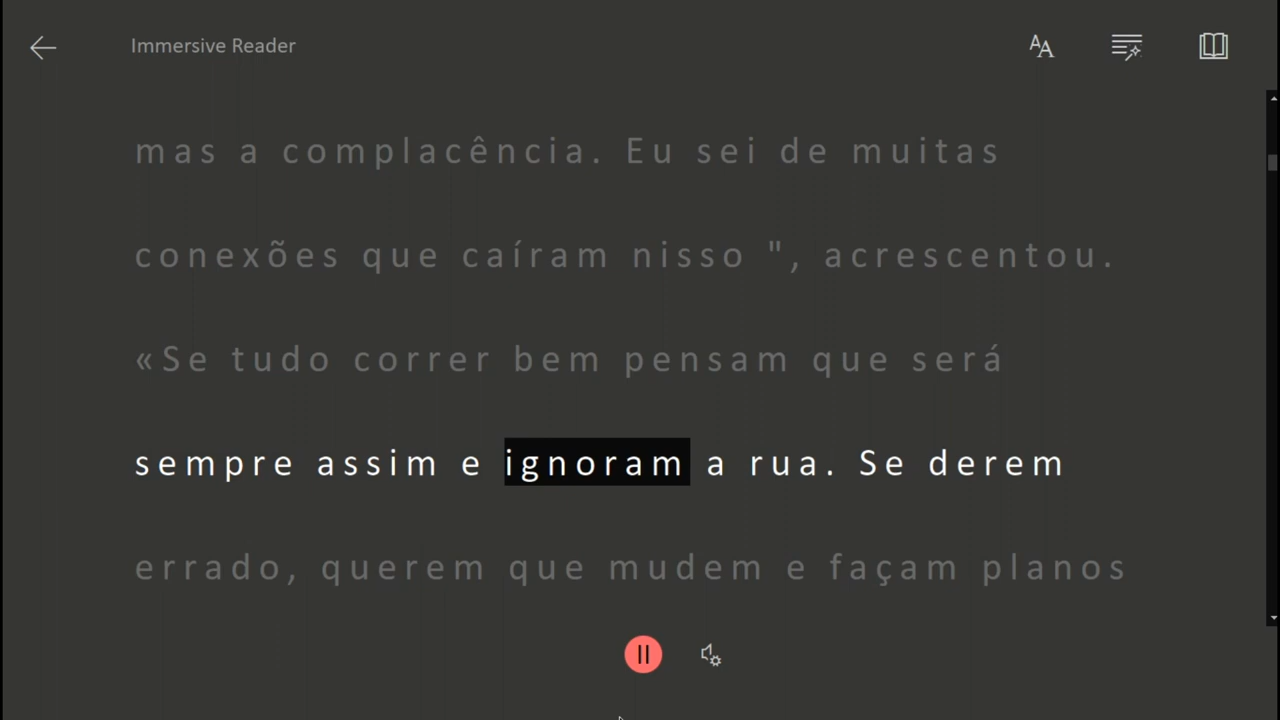 Immersive Reader
mas a complacência. Eu sei de muitas
conexões que caíram nisso ", acrescentou.
«Se tudo correr bem pensam que será
sempre assim e ignoram a rua. Se derem
errado, querem que mudem e façam planos